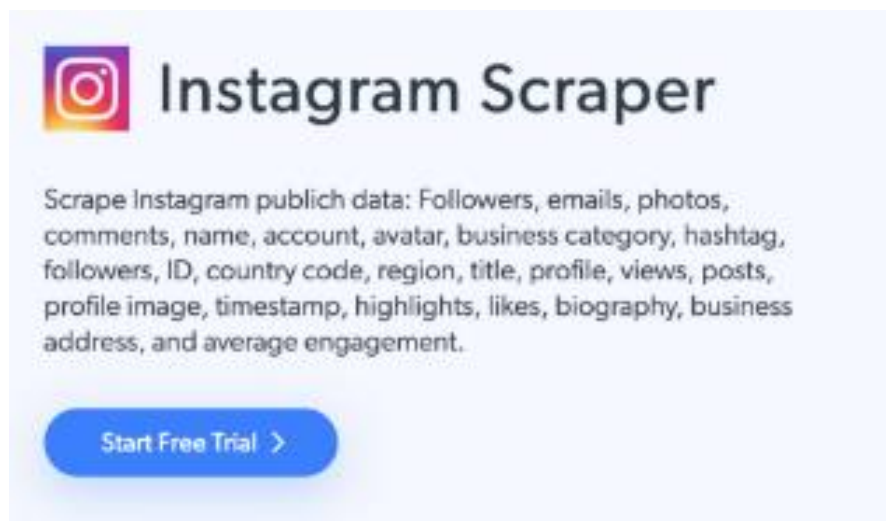 Instagram Scraper
Scrape Instagram publich data: Followers, emails, photos,
comments, name, account, avatar, business category, hashtag,
followers, ID, country code, region, title, profile, views, posts,
profile image, timestamp, highlights, likes, biography, business
address, and average engagement.
Start Free Trial